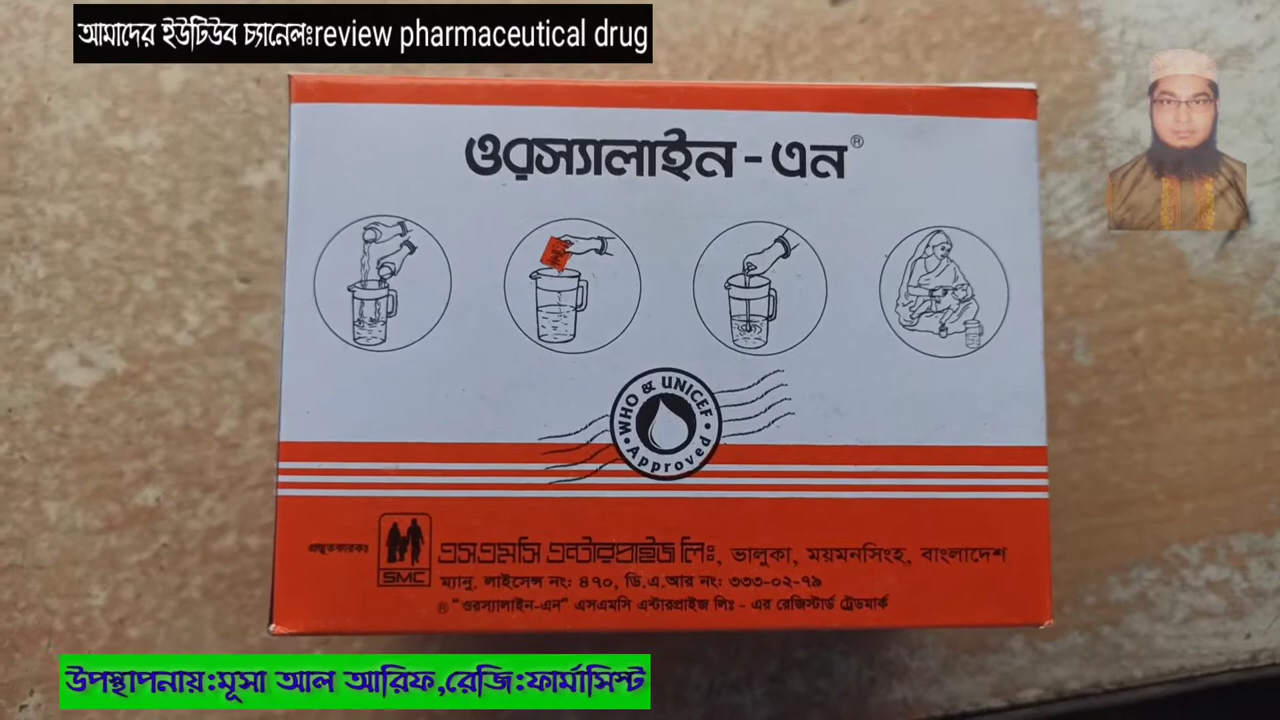 আমাদের ইউটিউব চ্যানেলঃreview pharmaceutical drug
ওরস্যালাইন - এন®
WHO & UNICEF
Approved
প্রস্তুতকারকঃ
SMC
এসএমসি এন্টারপ্রাইজ লিঃ, ভালুকা, ময়মনসিংহ, বাংলাদেশ
ম্যানু. লাইসেন্স নং: ৪৭০, ডি.এ.আর নং: ৩৩৩-০২-৭৯
® "ওরস্যালাইন-এন" এসএমসি এন্টারপ্রাইজ লিঃ - এর রেজিস্টার্ড ট্রেডমার্ক
উপস্থাপনায়:মূসা আল আরিফ,রেজি:ফার্মাসিস্ট